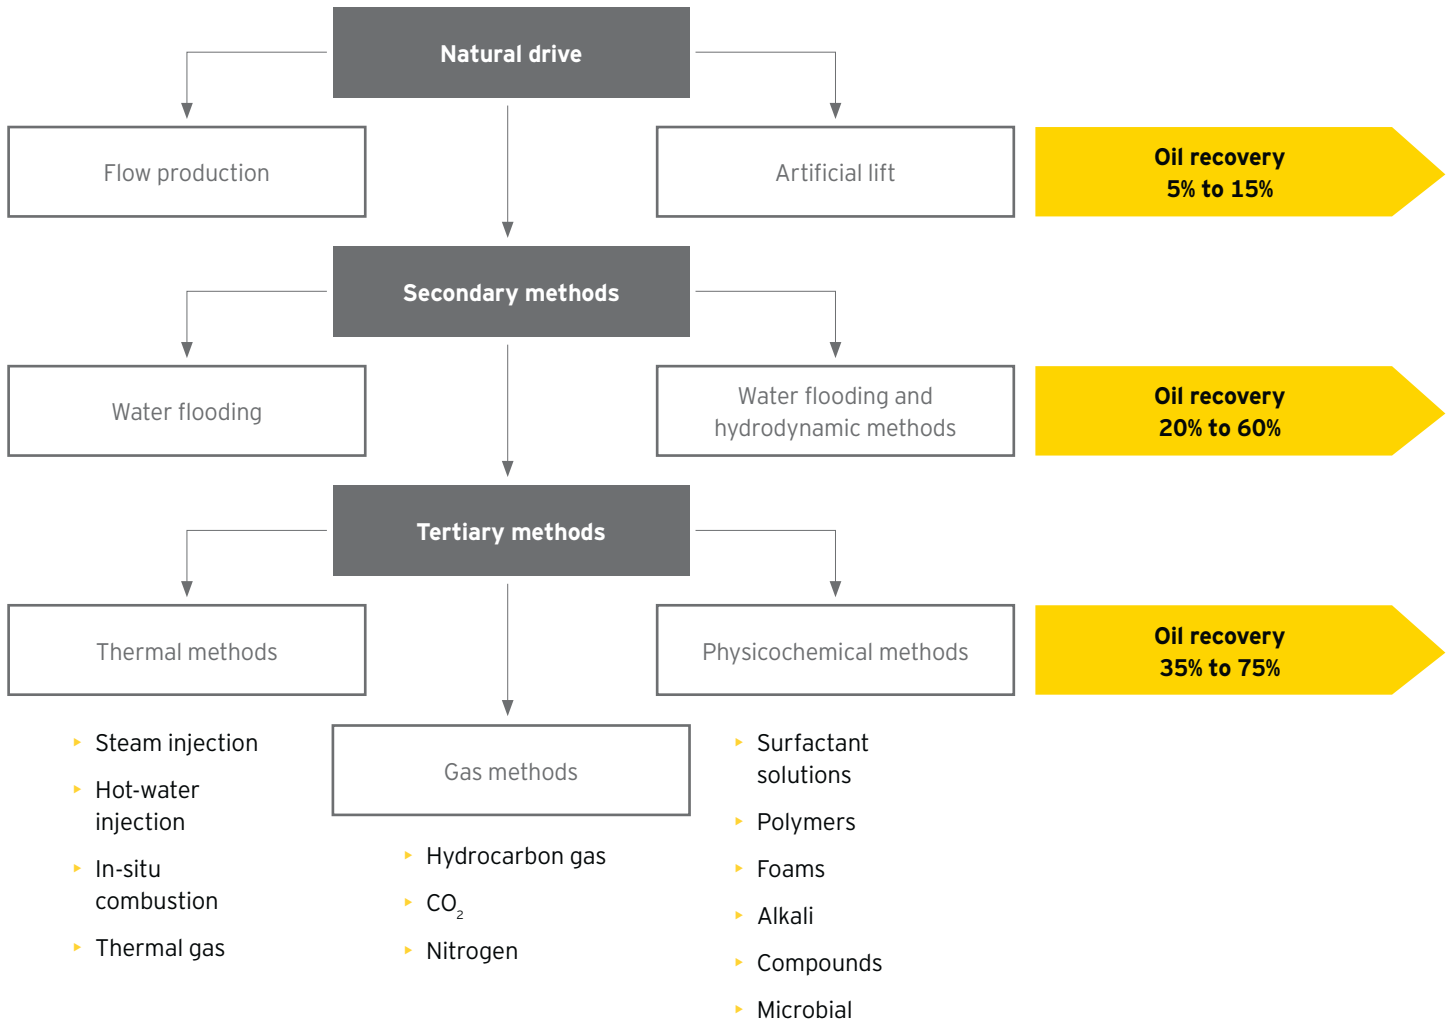 Natural drive
Flow production
Artificial lift
Oil recovery
5% to 15%
Secondary methods
Water flooding
Water flooding and
hydrodynamic methods
Oil recovery
20% to 60%
Tertiary methods
Thermal methods
Physicochemical methods
Oil recovery
35% to 75%
Steam injection
Hot-water
injection
In-situ
combustion
Thermal gas
Gas methods
Hydrocarbon gas
CO₂
Nitrogen
Surfactant
solutions
Polymers
Foams
Alkali
Compounds
Microbial